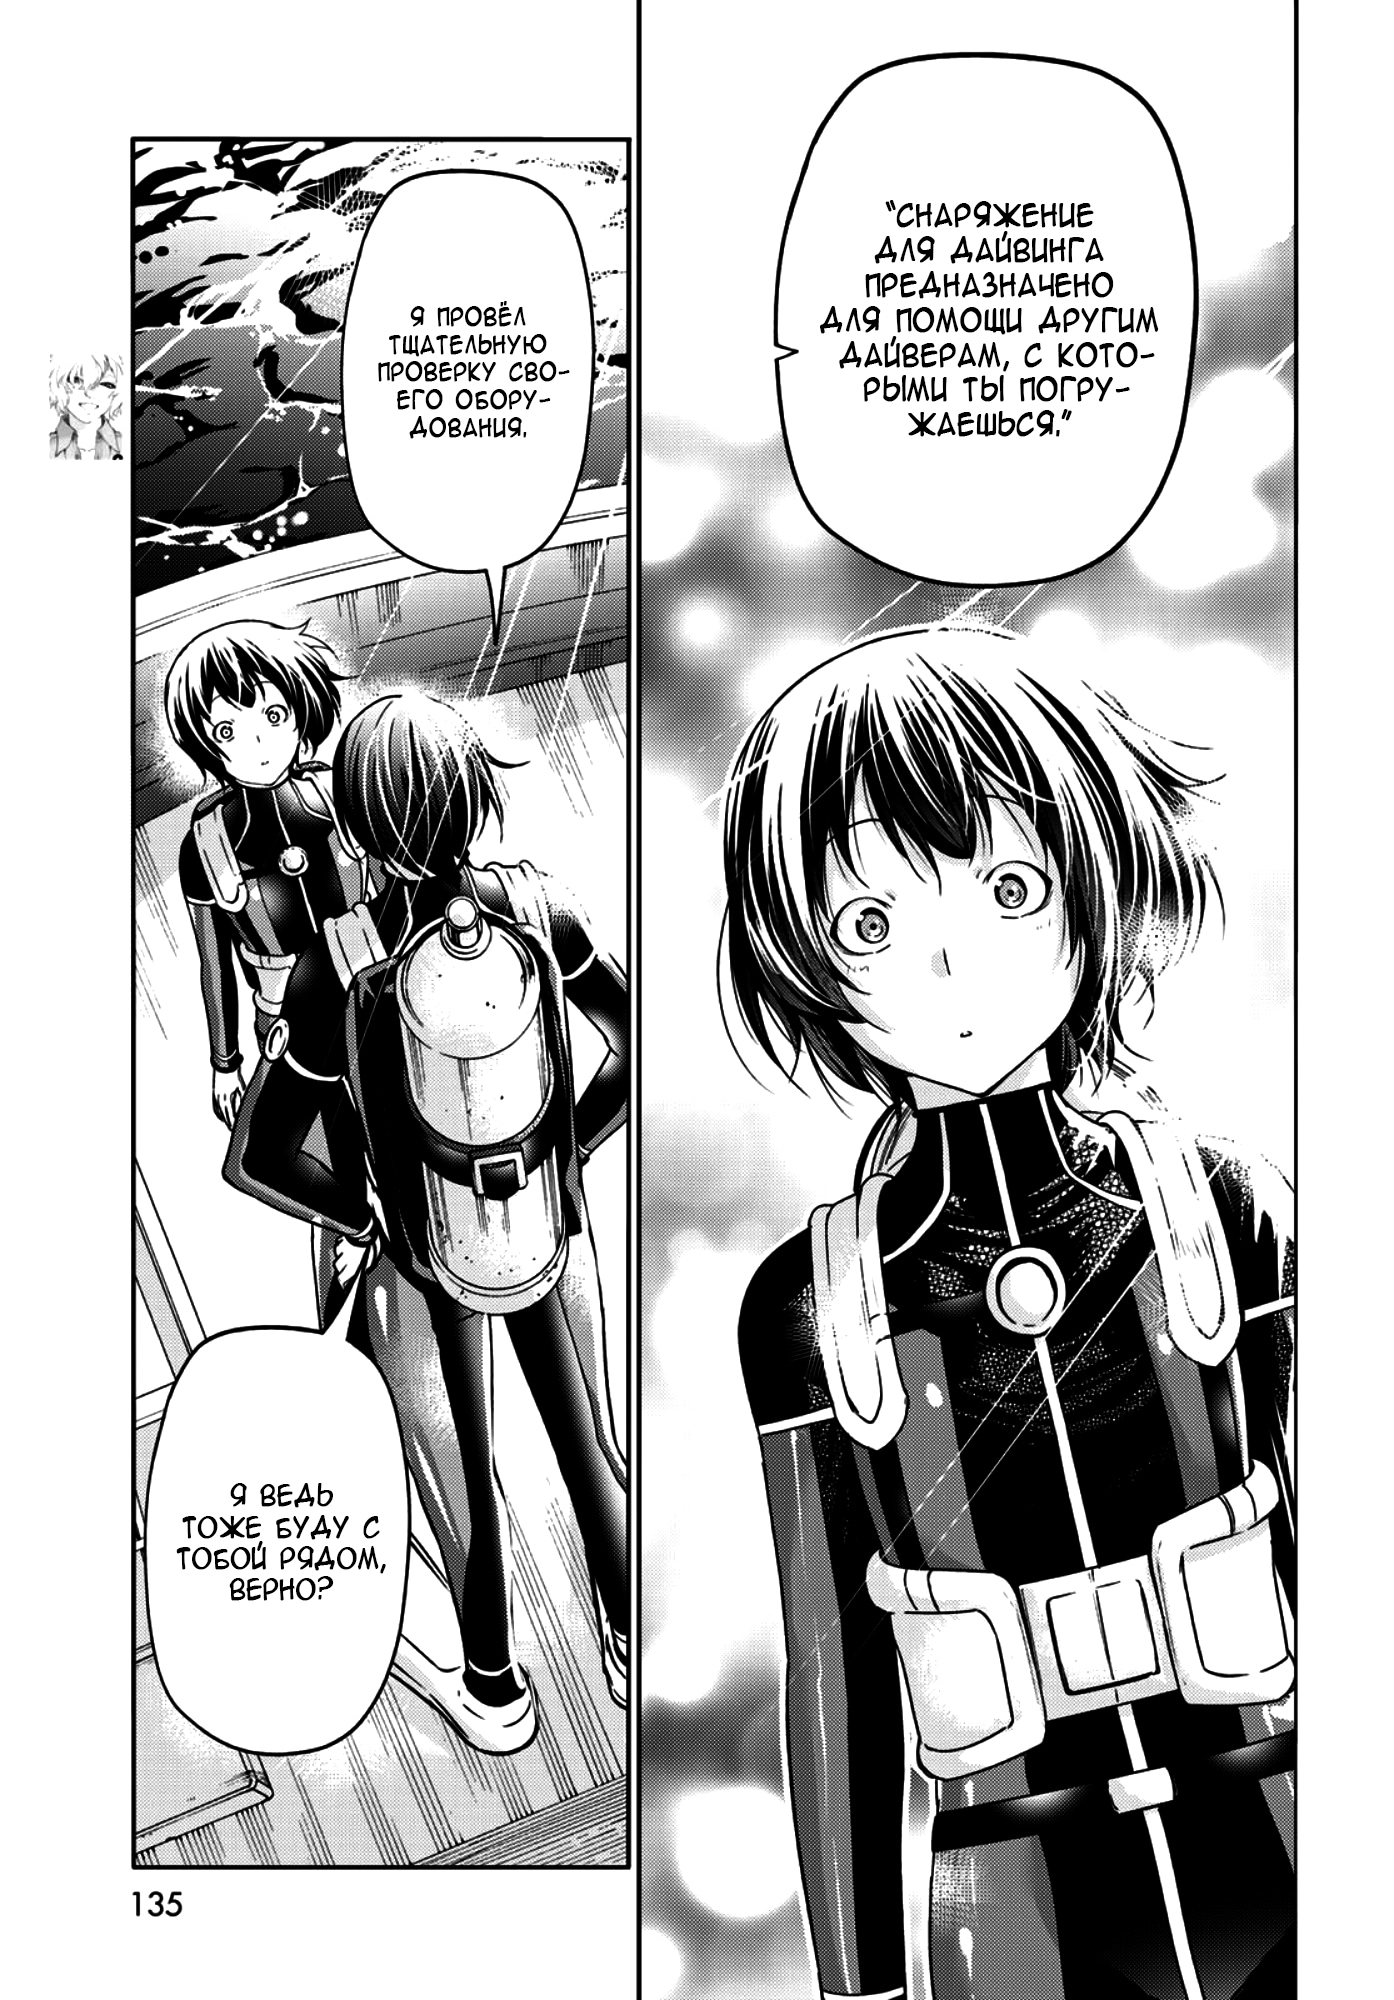 “СНАРЯЖЕНИЕ
ДЛЯ ДАЙВИНГА
ПРЕДНАЗНАЧЕНО
ДЛЯ ПОМОЩИ ДРУГИМ
ДАЙВЕРАМ, С КОТО-
РЫМИ ТЫ ПОГРУ-
ЖАЕШЬСЯ.”
Я ПРОВЁЛ
ТЩАТЕЛЬНУЮ
ПРОВЕРКУ СВО-
ЕГО ОБОРУ-
ДОВАНИЯ.
Я ВЕДЬ
ТОЖЕ БУДУ С
ТОБОЙ РЯДОМ,
ВЕРНО?
135